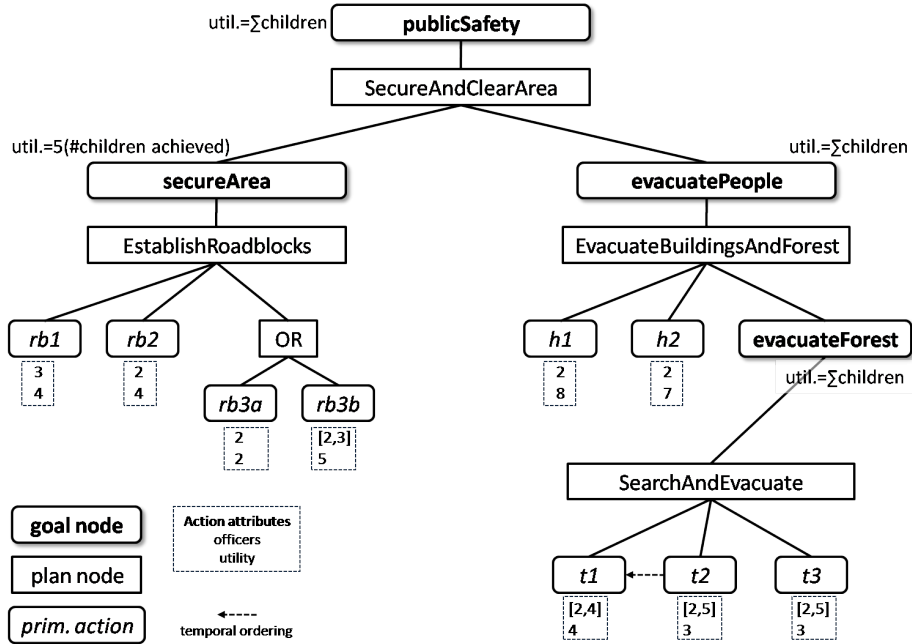 util.=∑children
publicSafety
SecureAndClearArea
util.=5(#children achieved)
util.=∑children
secureArea
evacuatePeople
EstablishRoadblocks
EvacuateBuildingsAndForest
rb1
rb2
OR
h1
h2
evacuateForest
3
4
2
4
2
8
2
7
util.=∑children
rb3a
rb3b
2
2
[2,3]
5
SearchAndEvacuate
goal node
Action attributes
officers
utility
plan node
t1
t2
t3
[2,4]
4
[2,5]
3
[2,5]
3
prim. action
temporal ordering